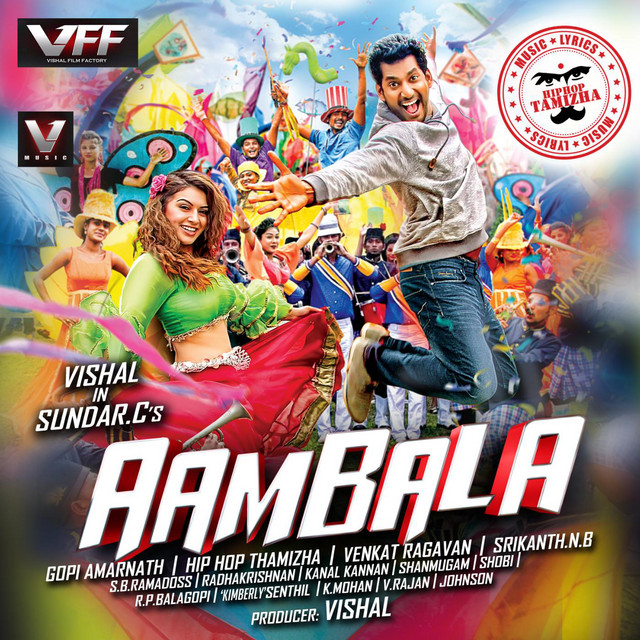 VFF
VISHAL FILM FACTORY
V
MUSIC
MUSIC LYRICS
HIPHOP
TAMIZHA
MUSIC LYRICS
VISHAL
IN
SUNDAR.C'S
AAMBALA
GOPI AMARNATH | HIP HOP THAMIZHA | VENKAT RAGAVAN | SRIKANTH.N.B
S.B.RAMADOSS | RADHAKRISHNAN | KANAL KANNAN | SHANMUGAM | SHOBI |
R.P.BALAGOPI | 'KIMBERLY'SENTHIL | K.MOHAN | V.RAJAN | JOHNSON
PRODUCER: VISHAL